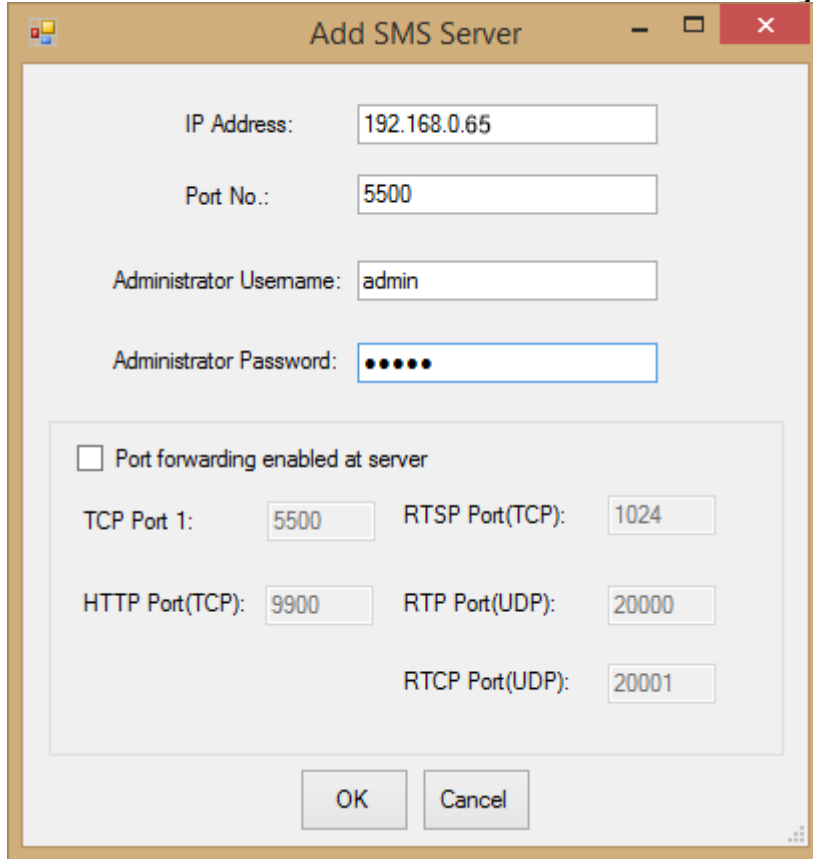 Add SMS Server
IP Address: 192.168.0.65
Port No.: 5500
Administrator Username: admin
Administrator Password: •••••
Port forwarding enabled at server
TCP Port 1: 5500 RTSP Port(TCP): 1024
HTTP Port(TCP): 9900 RTP Port(UDP): 20000
RTCP Port(UDP): 20001
OK Cancel